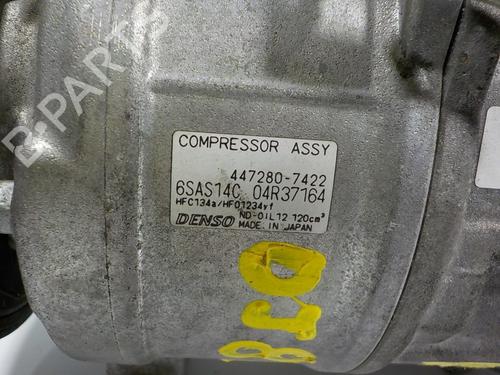 B-PARTS
COMPRESSOR ASSY
447280-7422
6SAS14C 04R37164
HFC134a/HFO1234yf
DENSO ND-OIL12 120cm³
MADE IN JAPAN